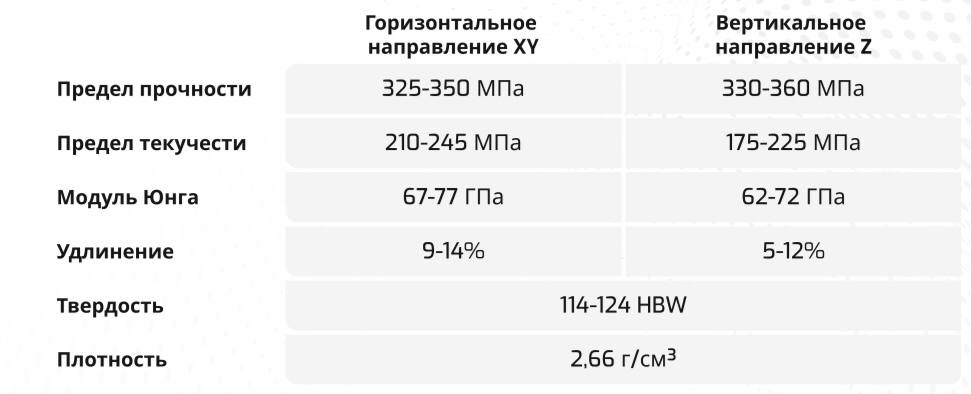 Горизонтальное Вертикальное
направление XY направление Z
Предел прочности 325-350 МПа 330-360 МПа
Предел текучести 210-245 МПа 175-225 МПа
Модуль Юнга 67-77 ГПа 62-72 ГПа
Удлинение 9-14% 5-12%
Твердость 114-124 HBW
Плотность 2,66 г/см³